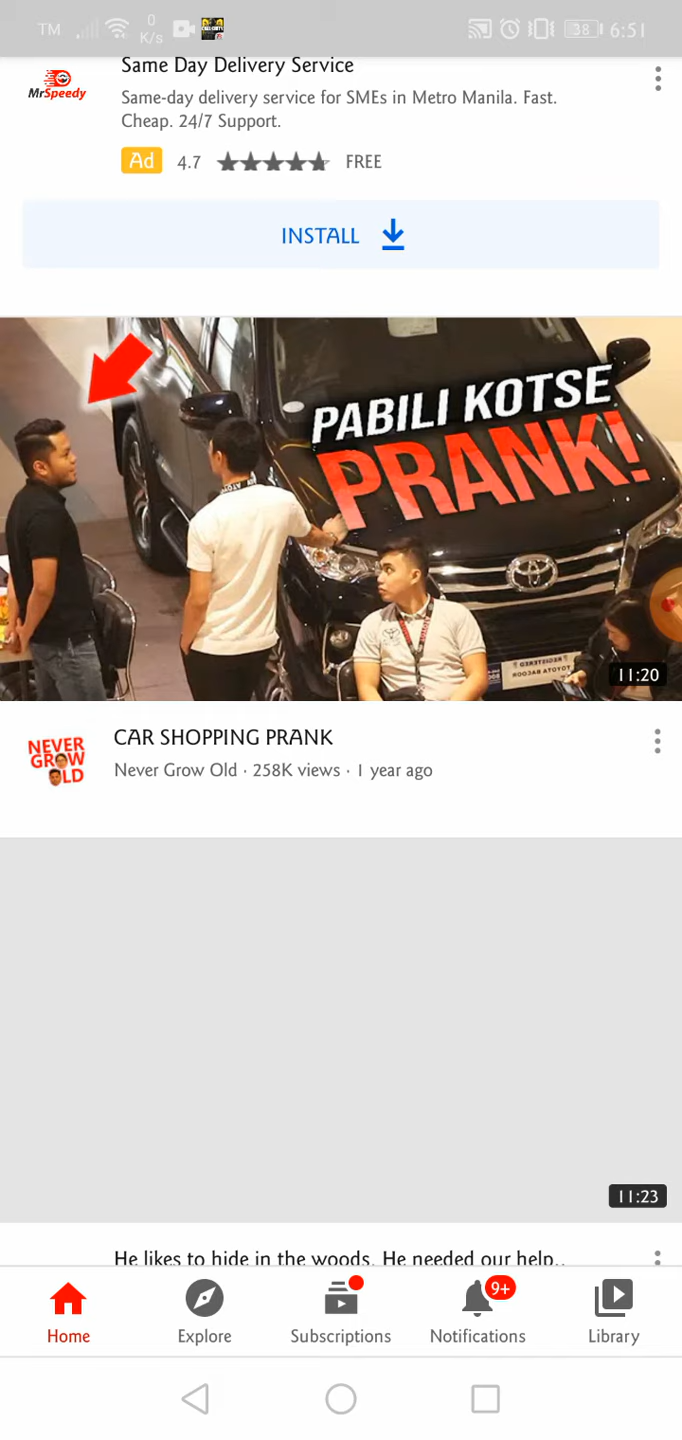 TM 0 K/s 38 6:51
MrSpeedy
Same Day Delivery Service
Same-day delivery service for SMEs in Metro Manila. Fast.
Cheap. 24/7 Support.
Ad 4.7 FREE
INSTALL
PABILI KOTSE
PRANK!
11:20
NEVER
GROW
OLD
CAR SHOPPING PRANK
Never Grow Old · 258K views · 1 year ago
11:23
He likes to hide in the woods. He needed our help..
9+
Home Explore Subscriptions Notifications Library